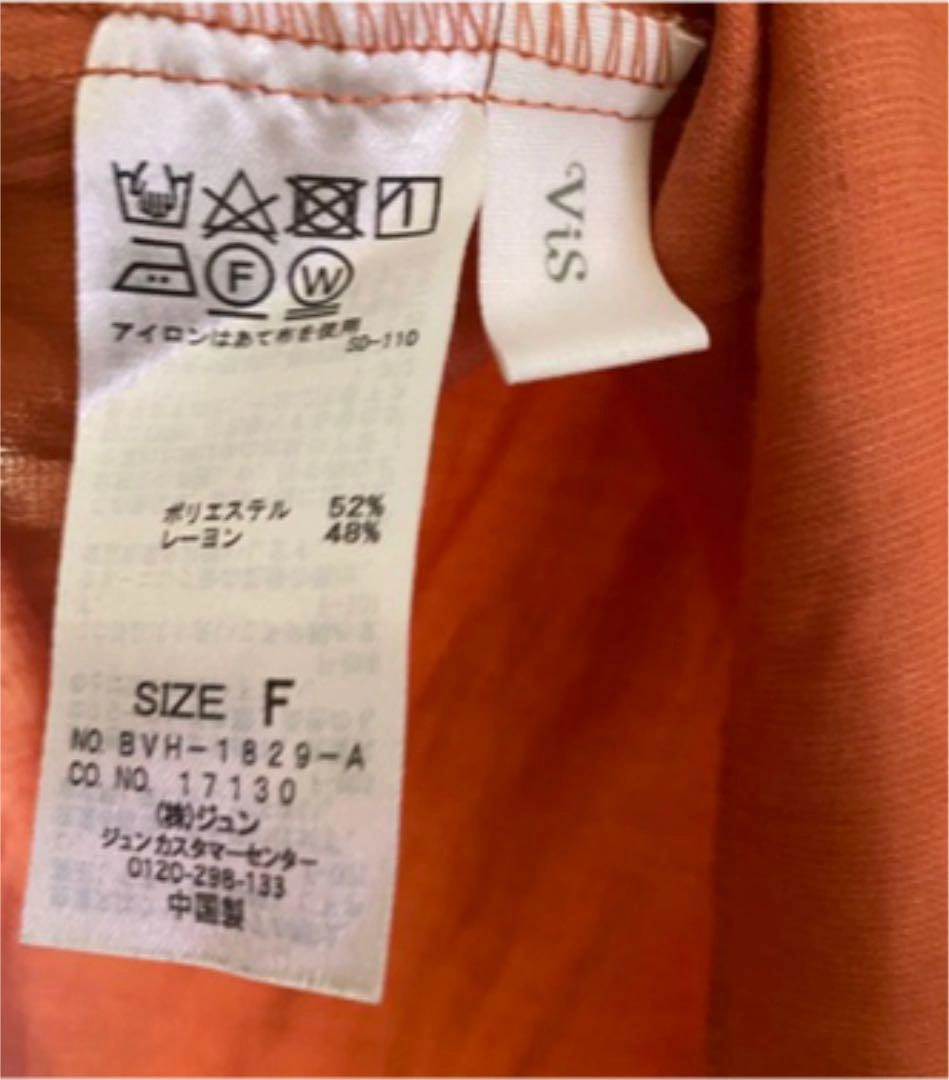 ViS
F
W
アイロンはあて布を使用
SD-110
ポリエステル 52%
レーヨン 48%
SIZE F
NO. BVH-1829-A
CO. NO. 17130
(株)ジュン
ジュンカスタマーセンター
0120-298-133
中国製